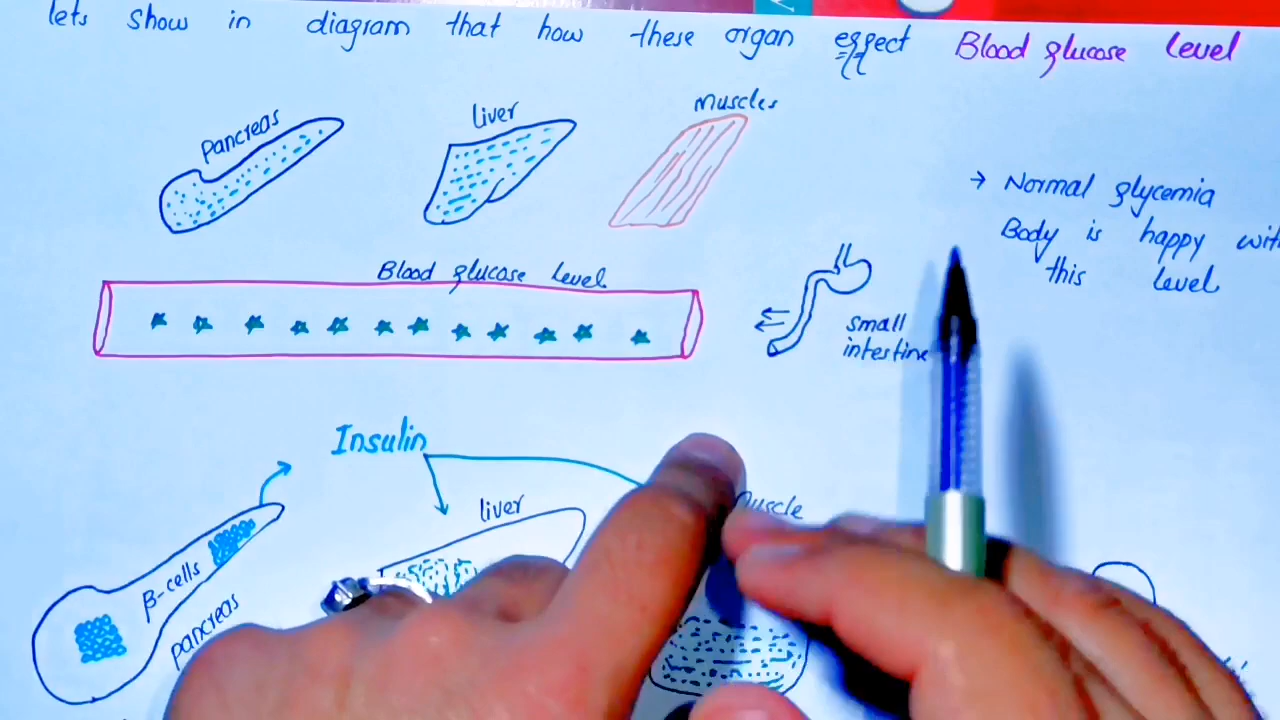 lets show in diagram that how these organ effect Blood glucose level
Pancreas
liver
Muscles
→ Normal glycemia
Body is happy
this level
Blood glucose level
small
intestine
Insulin
liver
muscle
β-cells
pancreas